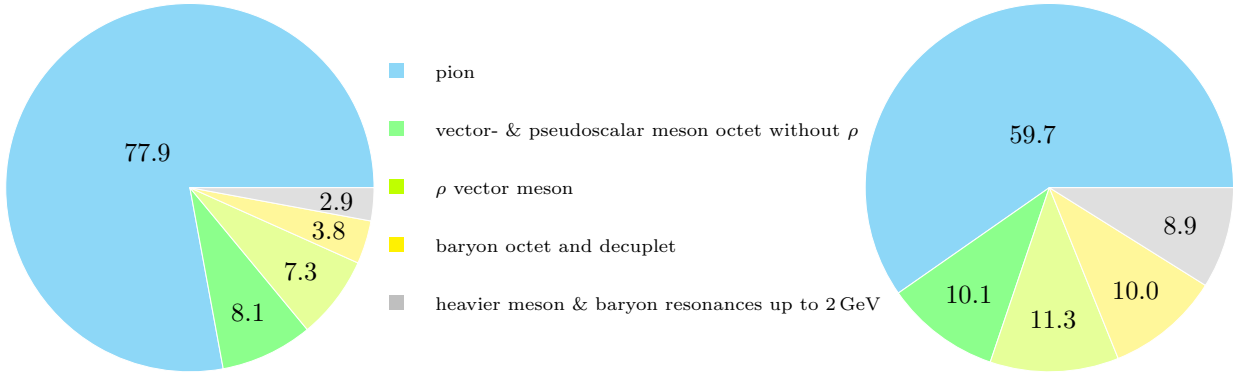 77.9
8.1
7.3
3.8
2.9
pion
vector- & pseudoscalar meson octet without ρ
ρ vector meson
baryon octet and decuplet
heavier meson & baryon resonances up to 2 GeV
59.7
10.1
11.3
10.0
8.9